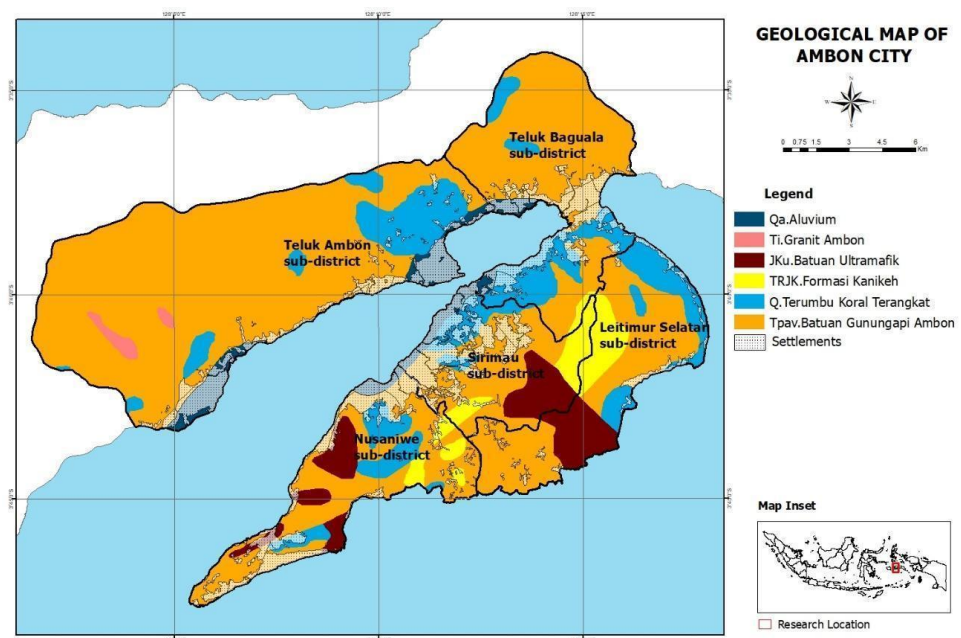 GEOLOGICAL MAP OF
AMBON CITY
N
W
E
S
0 0.75 1.5 3 4.5 6
Km
Legend
Qa.Aluvium
Ti.Granit Ambon
JKu.Batuan Ultramafik
TRJK.Formasi Kanikeh
Q.Terumbu Koral Terangkat
Tpav.Batuan Gunungapi Ambon
Settlements
Teluk Baguala
sub-district
Teluk Ambon
sub-district
Leitimur Selatan
sub-district
Sirimau
sub-district
Nusaniwe
sub-district
Map Inset
Research Location